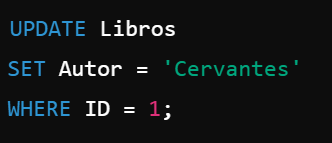 UPDATE Libros
SET Autor = 'Cervantes'
WHERE ID = 1;